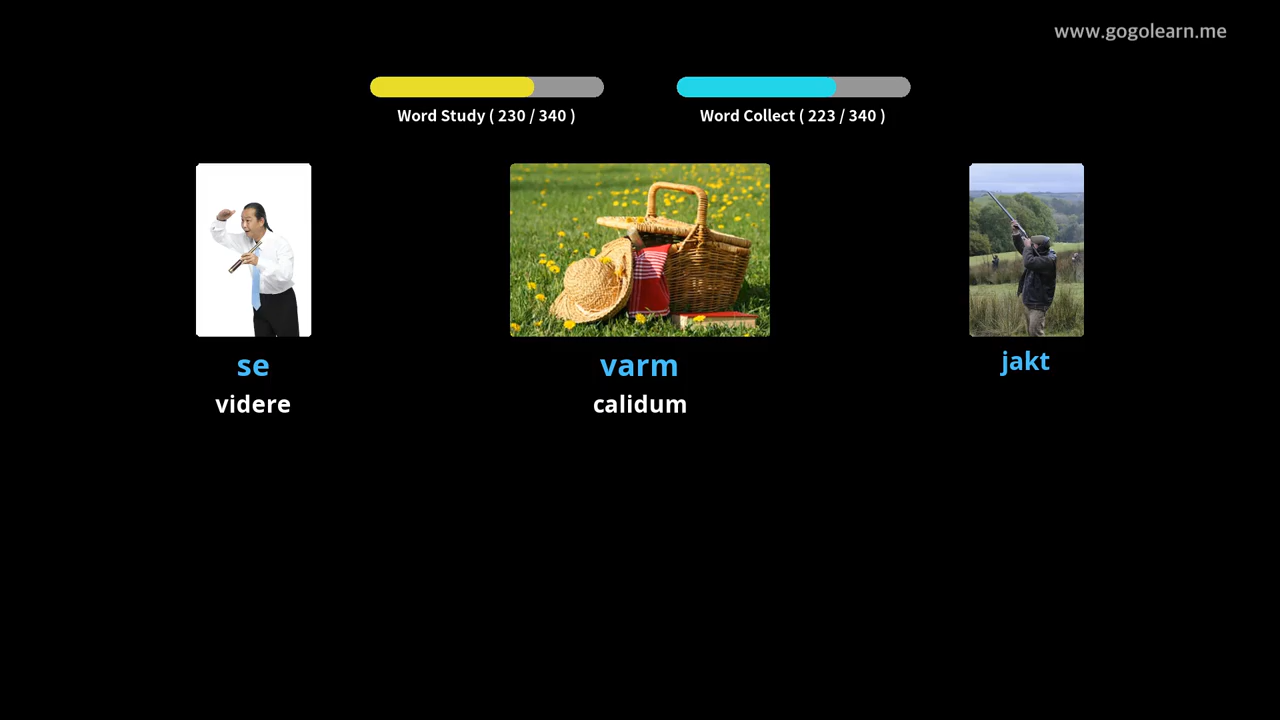 www.gogolearn.me
Word Study ( 230 / 340 )
Word Collect ( 223 / 340 )
se
videre
varm
calidum
jakt